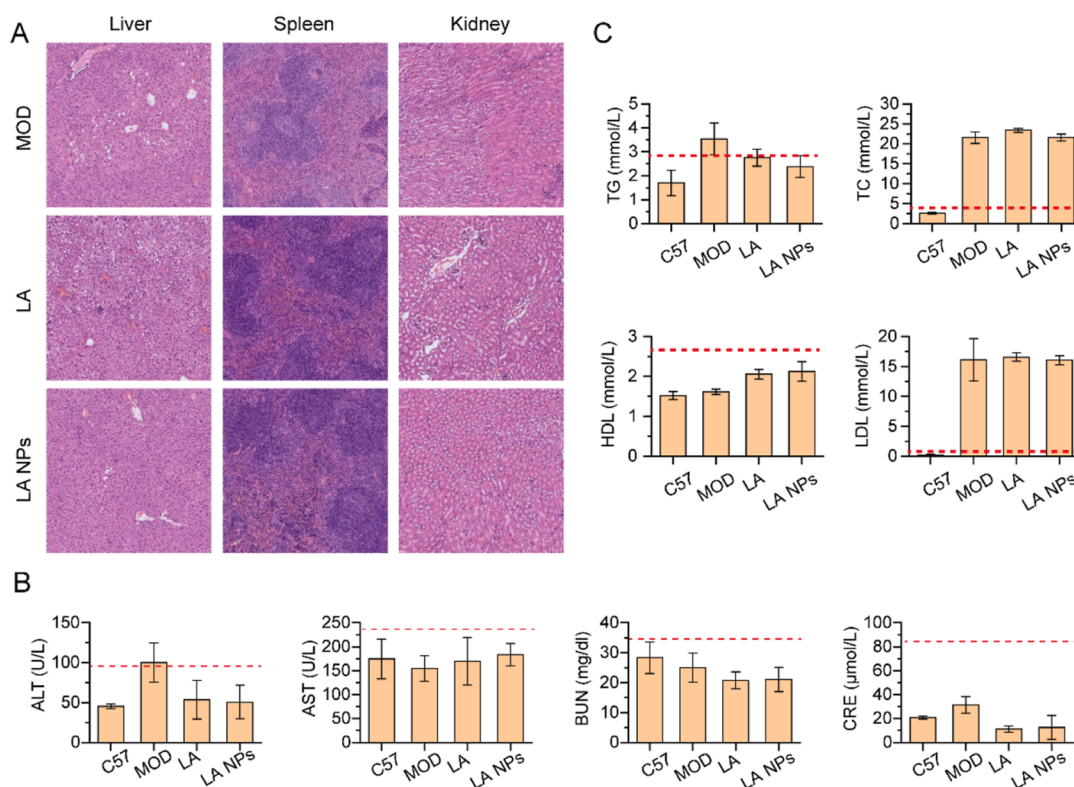 A
Liver Spleen Kidney
MOD
LA
LA NPs
C
TG (mmol/L)
5
4
3
2
1
0
C57 MOD LA LA NPs
TC (mmol/L)
30
25
20
15
10
5
0
C57 MOD LA LA NPs
HDL (mmol/L)
3
2
1
0
C57 MOD LA LA NPs
LDL (mmol/L)
20
15
10
5
0
C57 MOD LA LA NPs
B
ALT (U/L)
150
100
50
0
C57 MOD LA LA NPs
AST (U/L)
250
200
150
100
50
0
C57 MOD LA LA NPs
BUN (mg/dl)
40
30
20
10
0
C57 MOD LA LA NPs
CRE (μmol/L)
100
80
60
40
20
0
C57 MOD LA LA NPs